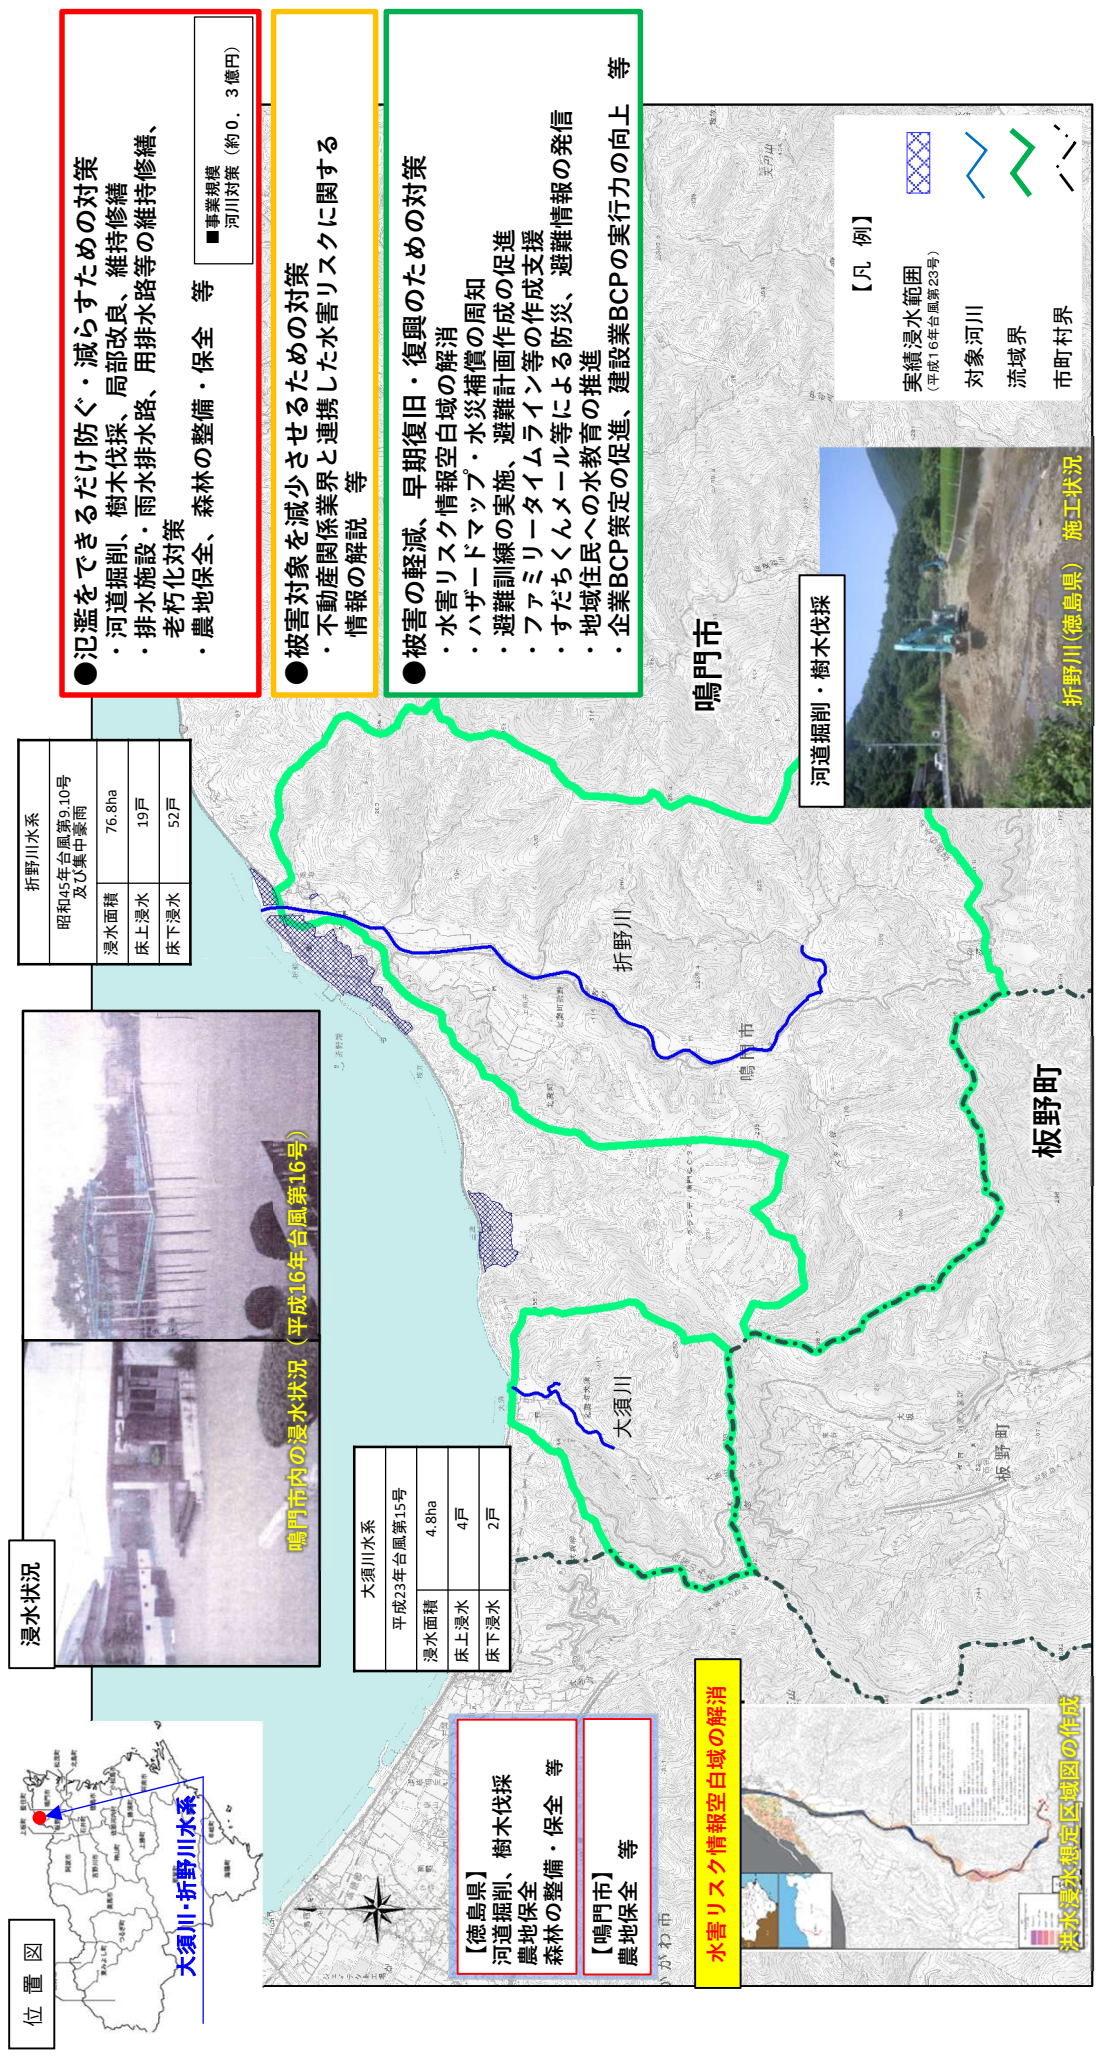 位 置 図
大須川・折野川水系
浸水状況
鳴門市内の浸水状況（平成16年台風第16号）
折野川水系
昭和45年台風第9.10号
及び集中豪雨
浸水面積 76.8ha
床上浸水 19戸
床下浸水 52戸
●氾濫をできるだけ防ぐ・減らすための対策
・河道掘削、樹木伐採、局部改良、維持修繕
・排水施設・雨水排水路、用排水路等の維持修繕、
老朽化対策
・農地保全、森林の整備・保全　等
■事業規模
河川対策（約０．３億円）
●被害対象を減少させるための対策
・不動産関係業界と連携した水害リスクに関する
情報の解説　等
●被害の軽減、早期復旧・復興のための対策
・水害リスク情報空白域の解消
・ハザードマップ・水災補償の周知
・避難訓練の実施、避難計画作成の促進
・ファミリータイムライン等の作成支援
・すだちくんメール等による防災、避難情報の発信
・地域住民への水教育の推進
・企業BCP策定の促進、建設業BCPの実行力の向上　等
大須川水系
平成23年台風第15号
浸水面積 4.8ha
床上浸水 4戸
床下浸水 2戸
【徳島県】
河道掘削、樹木伐採
農地保全
森林の整備・保全　等
【鳴門市】
農地保全　等
大須川
折野川
鳴門市
鳴門市
板野町
板野町
水害リスク情報空白域の解消
洪水浸水想定区域図の作成
河道掘削・樹木伐採
折野川(徳島県)　施工状況
【凡 例】
実績浸水範囲
（平成16年台風第23号）
対象河川
流域界
市町村界